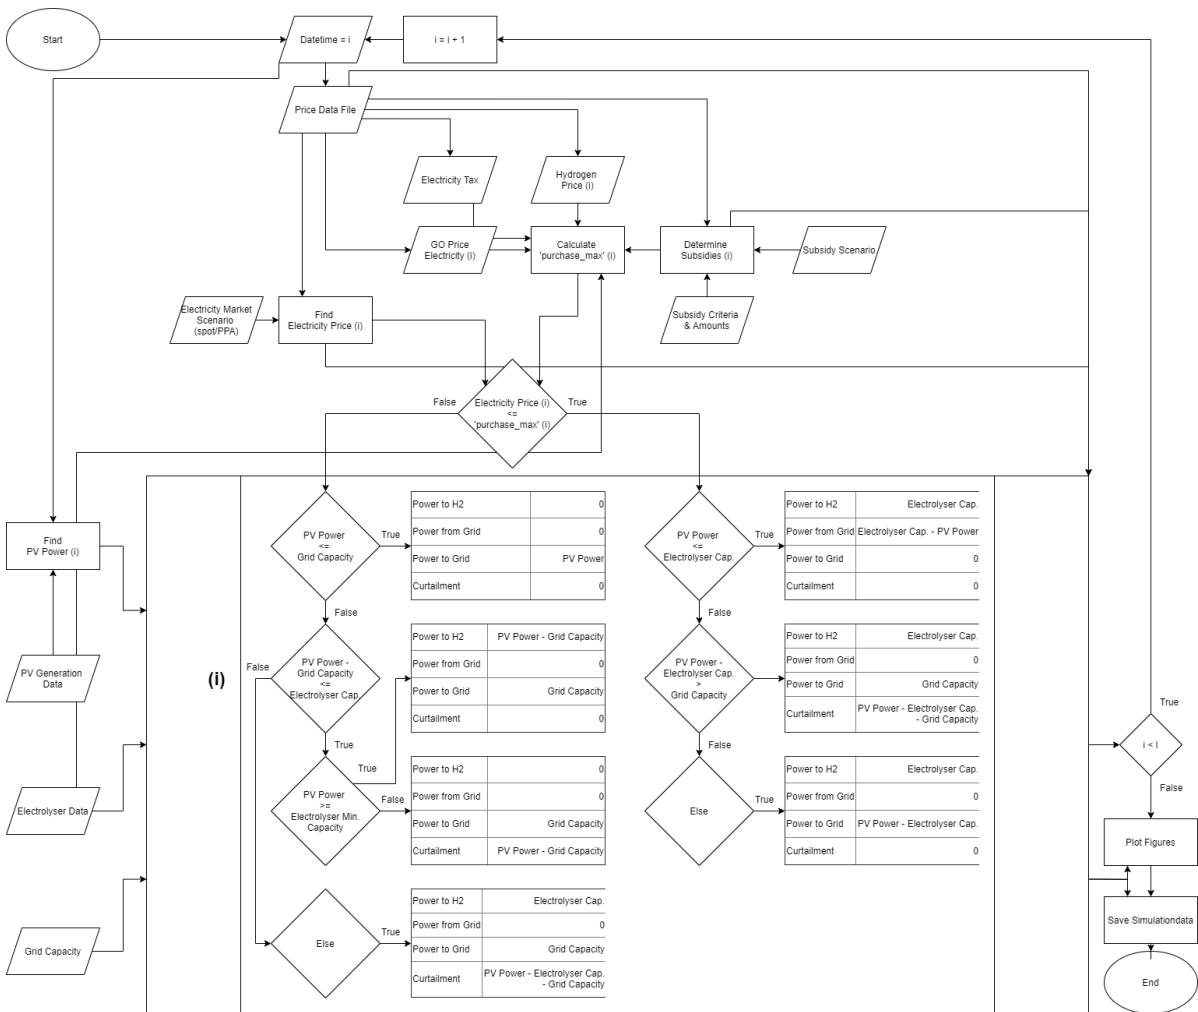 Start
Datetime = i
i = i + 1
Price Data File
Electricity Tax
Hydrogen
Price (i)
GO Price
Electricity (i)
Calculate
'purchase_max' (i)
Determine
Subsidies (i)
Subsidy Scenario
Electricity Market
Scenario
(spot/PPA)
Find
Electricity Price (i)
Subsidy Criteria
& Amounts
False
Electricity Price (i)
<=
'purchase_max' (i)
True
Find
PV Power (i)
PV Generation
Data
Electrolyser Data
Grid Capacity
(i)
PV Power
<=
Grid Capacity
True
Power to H2 0
Power from Grid 0
Power to Grid PV Power
Curtailment 0
False
PV Power -
Grid Capacity
<=
Electrolyser Cap.
False
True
Power to H2 PV Power - Grid Capacity
Power from Grid 0
Power to Grid Grid Capacity
Curtailment 0
PV Power
>=
Electrolyser Min.
Capacity
True
False
Power to H2 0
Power from Grid 0
Power to Grid Grid Capacity
Curtailment PV Power - Grid Capacity
Else
True
Power to H2 Electrolyser Cap.
Power from Grid 0
Power to Grid Grid Capacity
Curtailment PV Power - Electrolyser Cap.
- Grid Capacity
PV Power
<=
Electrolyser Cap.
True
Power to H2 Electrolyser Cap.
Power from Grid Electrolyser Cap. - PV Power
Power to Grid 0
Curtailment 0
False
PV Power -
Electrolyser Cap.
>
Grid Capacity
True
Power to H2 Electrolyser Cap.
Power from Grid 0
Power to Grid Grid Capacity
Curtailment PV Power - Electrolyser Cap.
- Grid Capacity
False
Else
True
Power to H2 Electrolyser Cap.
Power from Grid 0
Power to Grid PV Power - Electrolyser Cap.
Curtailment 0
True
i < I
False
Plot Figures
Save Simulationdata
End